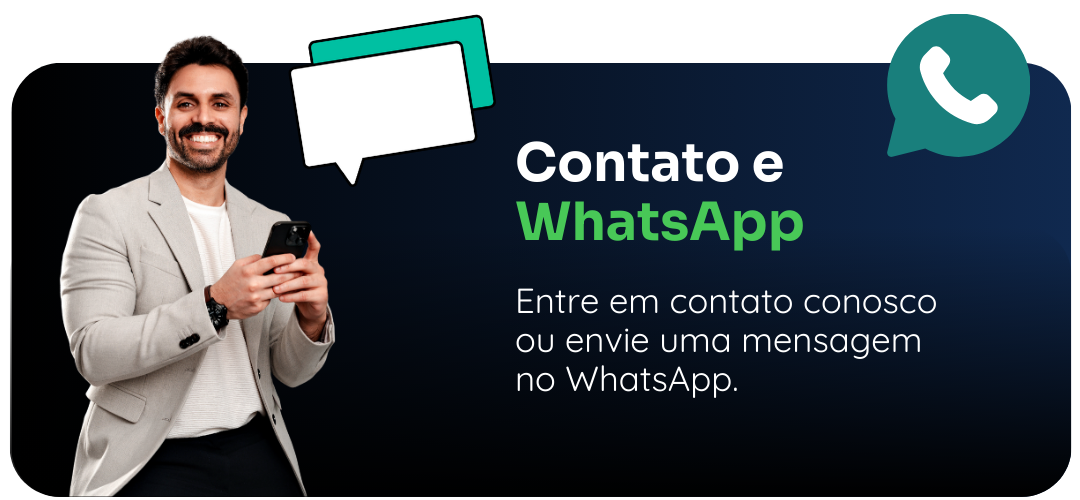 Contato e
WhatsApp
Entre em contato conosco
ou envie uma mensagem
no WhatsApp.